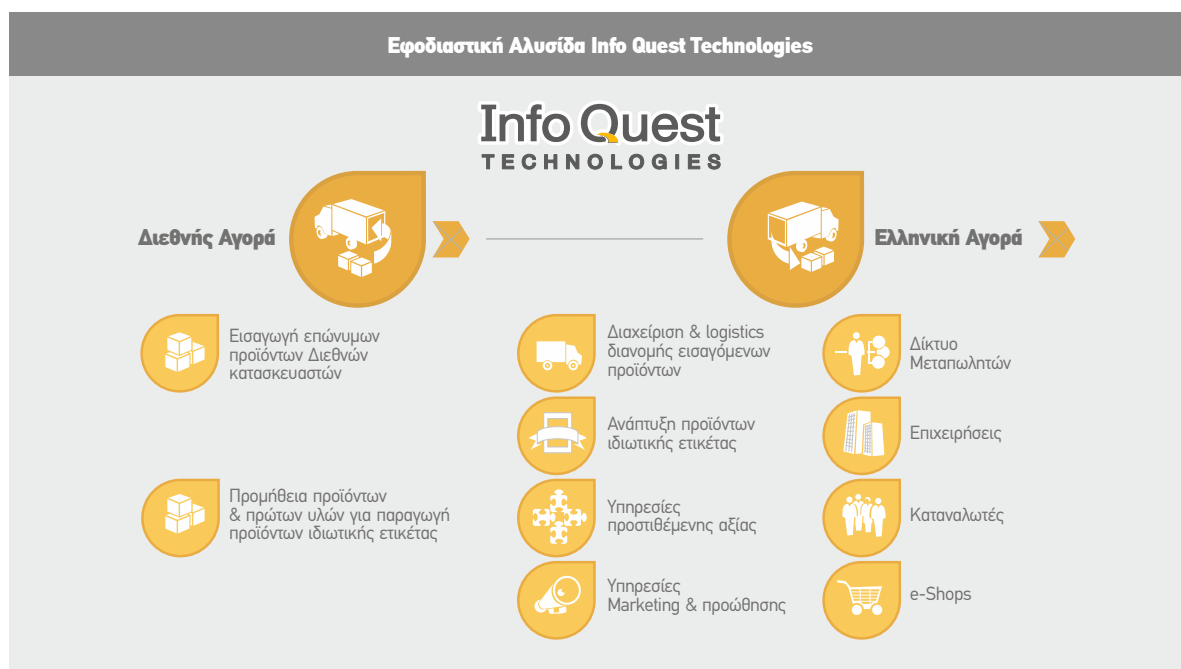 Εφοδιαστική Αλυσίδα Info Quest Technologies
Info Quest
TECHNOLOGIES
Διεθνής Αγορά
Ελληνική Αγορά
Εισαγωγή επώνυμων
προϊόντων Διεθνών
κατασκευαστών
Προμήθεια προϊόντων
& πρώτων υλών για παραγωγή
προϊόντων ιδιωτικής ετικέτας
Διαχείριση & logistics
διανομής εισαγόμενων
προϊόντων
Ανάπτυξη προϊόντων
ιδιωτικής ετικέτας
Υπηρεσίες
προστιθέμενης αξίας
Υπηρεσίες
Marketing & προώθησης
Δίκτυο
Μεταπωλητών
Επιχειρήσεις
Καταναλωτές
e-Shops